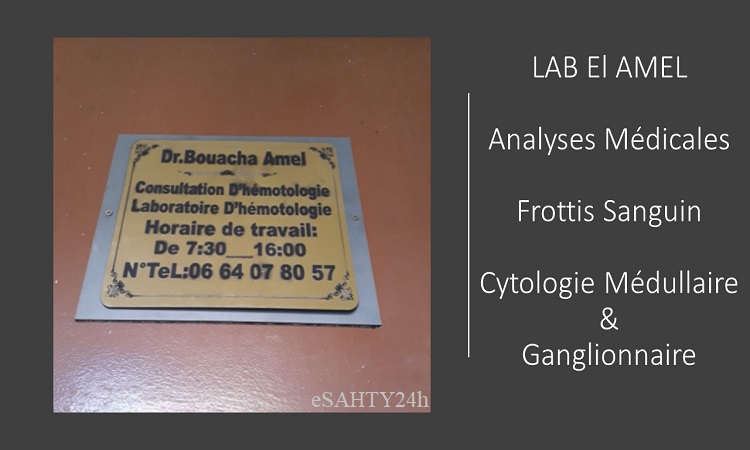 Dr.Bouacha Amel
Consultation D'hémotologie
Laboratoire D'hémotologie
Horaire de travail:
De 7:30__16:00
N°TeL:06 64 07 80 57
eSAHTY24h
LAB El AMEL
Analyses Médicales
Frottis Sanguin
Cytologie Médullaire
&
Ganglionnaire